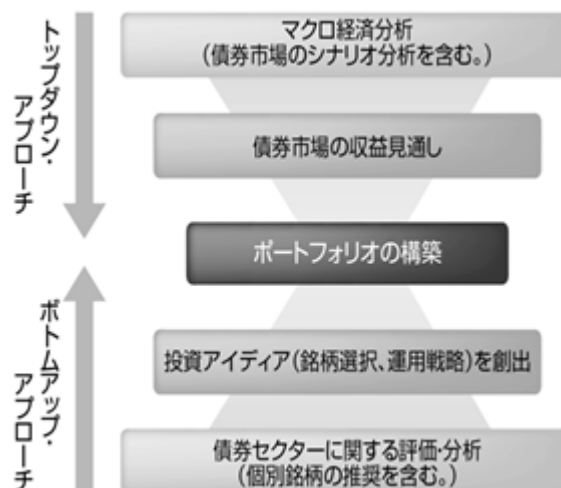 トップダウン・
アプローチ
マクロ経済分析
(債券市場のシナリオ分析を含む。)
債券市場の収益見通し
ポートフォリオの構築
ボトムアップ・
アプローチ
投資アイディア(銘柄選択、運用戦略)を創出
債券セクターに関する評価・分析
(個別銘柄の推奨を含む。)